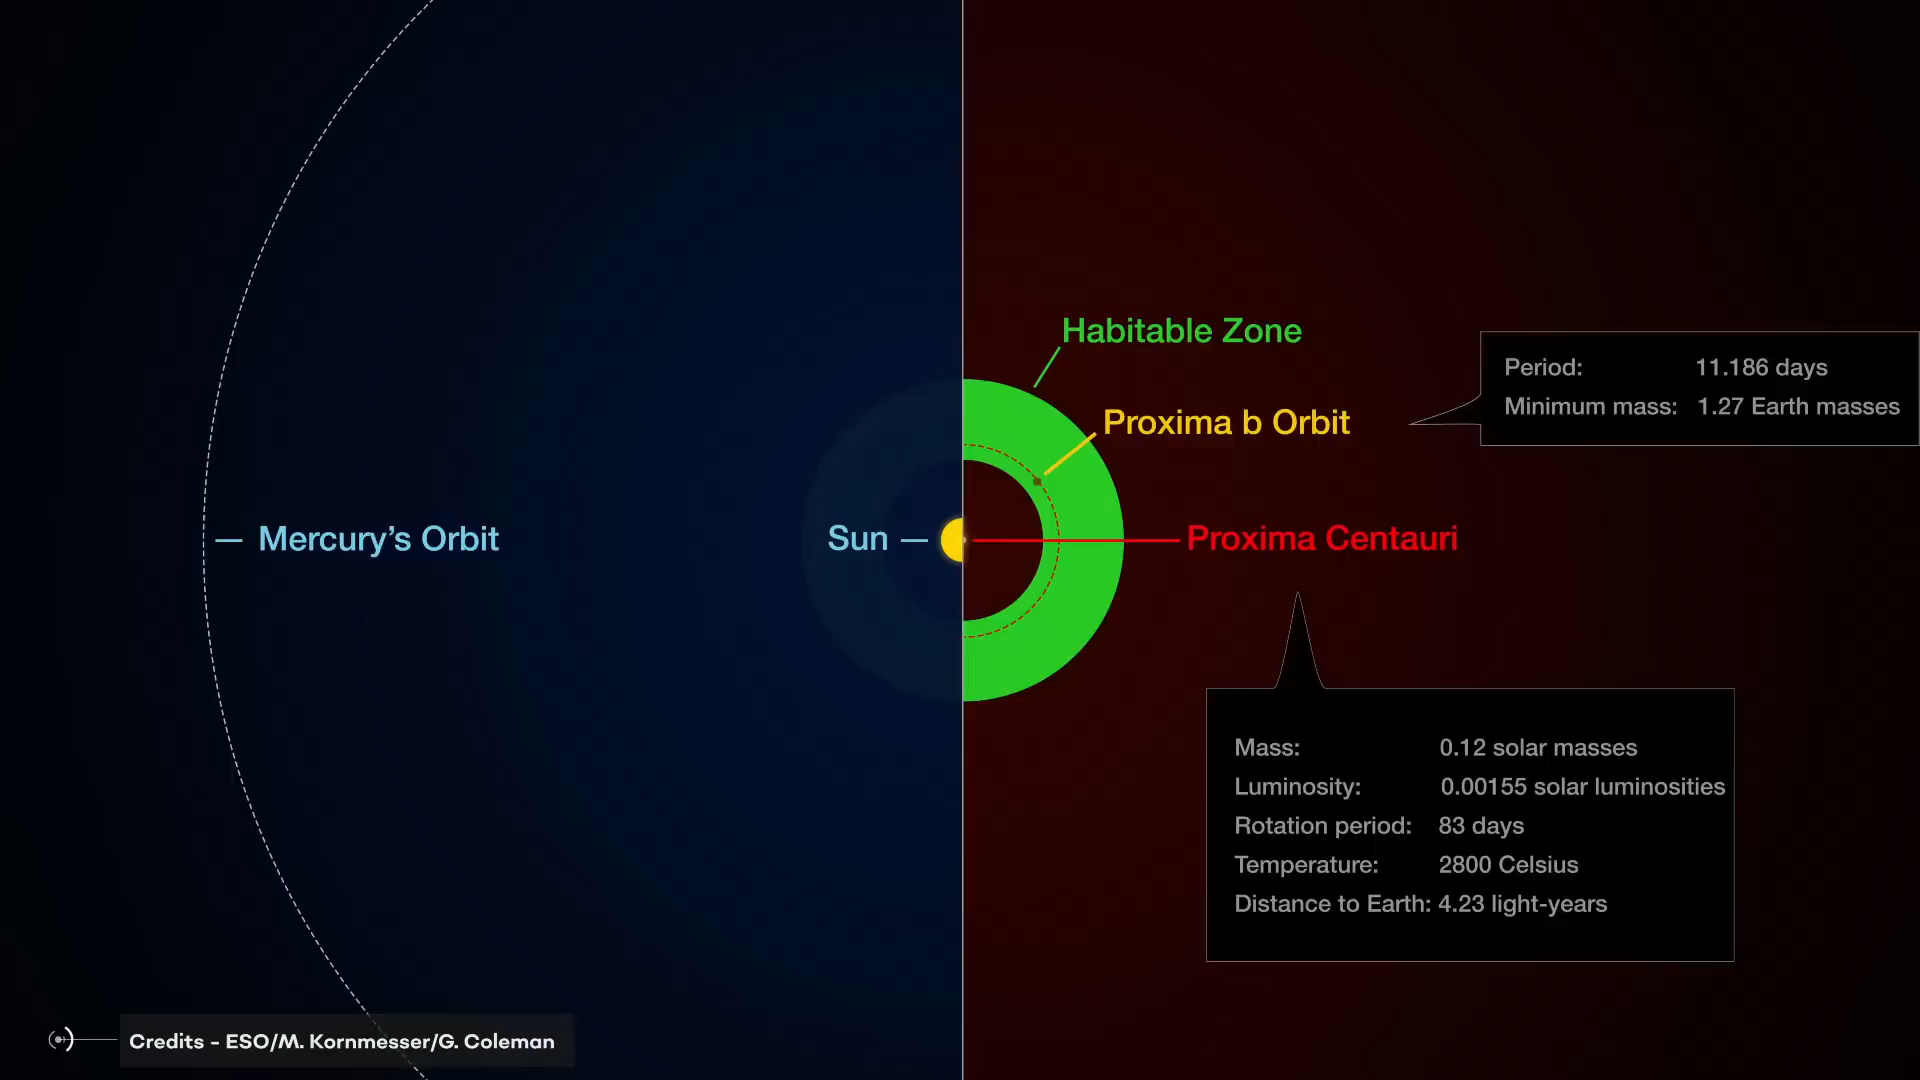 Habitable Zone
Proxima b Orbit
Period: 11.186 days
Minimum mass: 1.27 Earth masses
Mercury’s Orbit
Sun
Proxima Centauri
Mass: 0.12 solar masses
Luminosity: 0.00155 solar luminosities
Rotation period: 83 days
Temperature: 2800 Celsius
Distance to Earth: 4.23 light-years
Credits - ESO/M. Kornmesser/G. Coleman